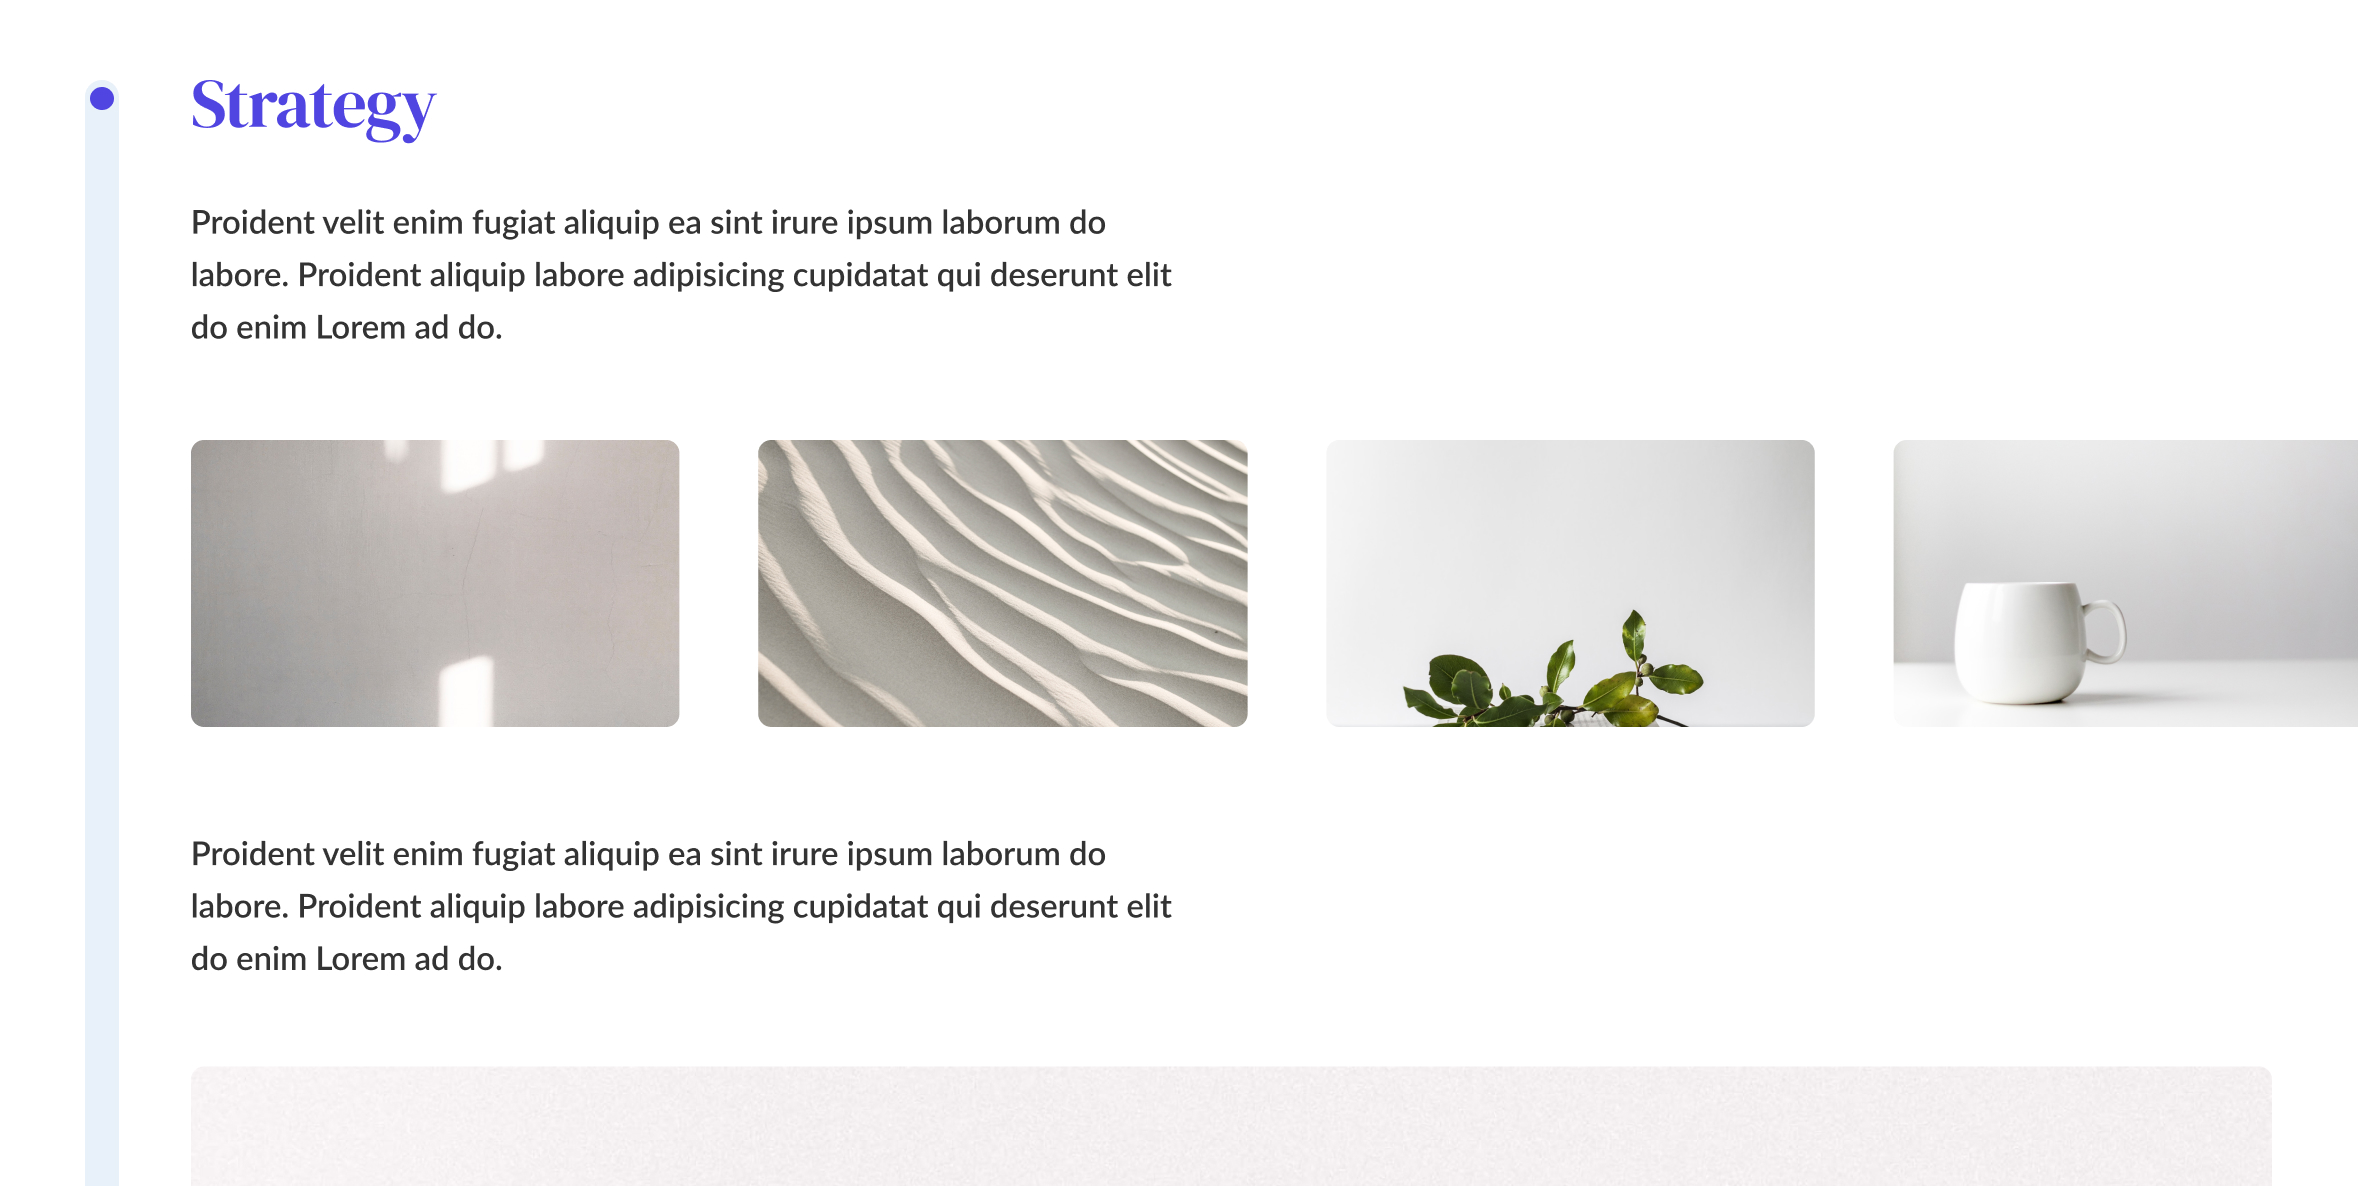 Strategy
Proident velit enim fugiat aliquip ea sint irure ipsum laborum do
labore. Proident aliquip labore adipisicing cupidatat qui deserunt elit
do enim Lorem ad do.
Proident velit enim fugiat aliquip ea sint irure ipsum laborum do
labore. Proident aliquip labore adipisicing cupidatat qui deserunt elit
do enim Lorem ad do.